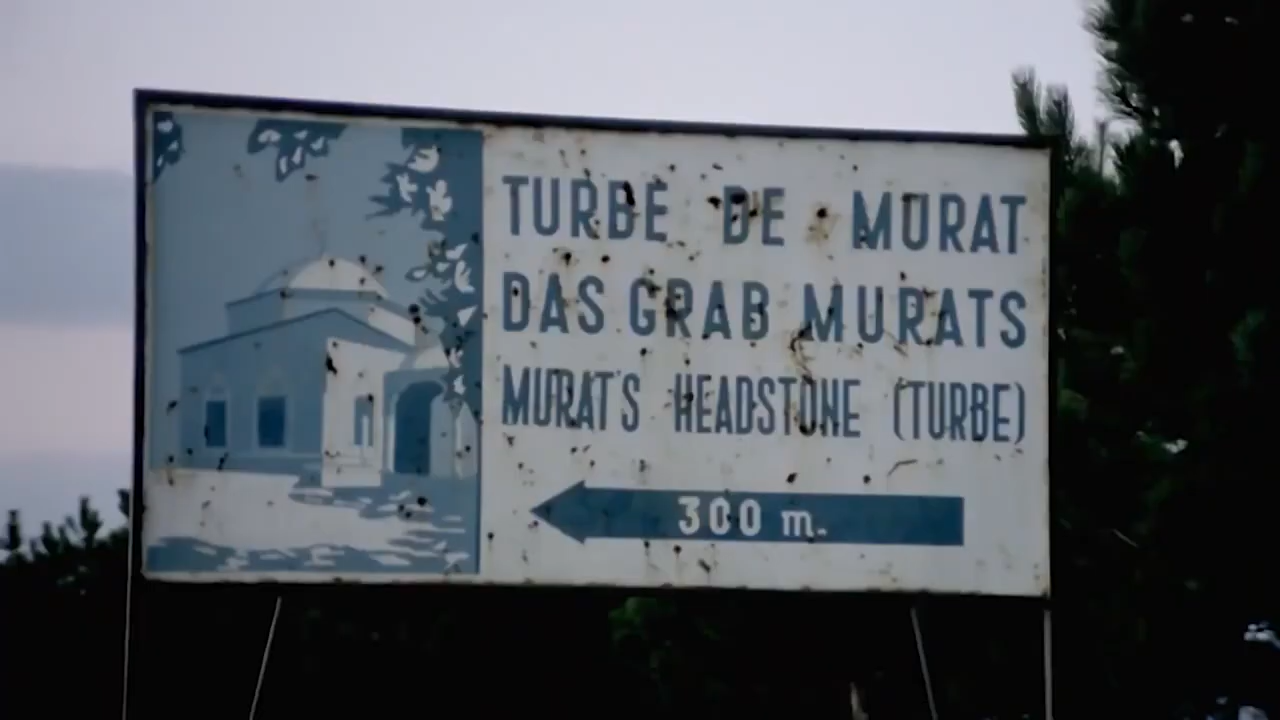 TURBE DE MURAT
DAS GRAB MURATS
MURAT'S HEADSTONE (TURBE)
300 m.